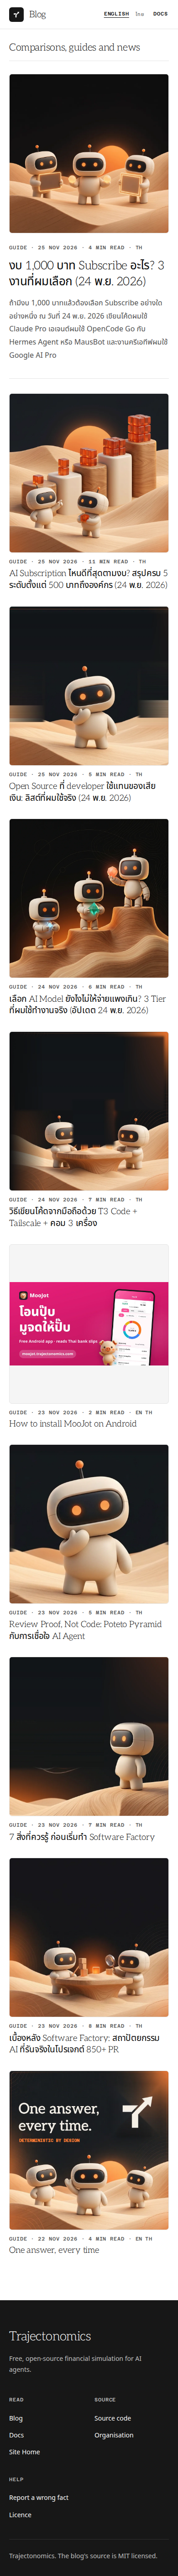 Blog
ENGLISH
ไทย
DOCS
Comparisons, guides and news
GUIDE · 25 NOV 2026 · 4 MIN READ · TH
งบ 1,000 บาท Subscribe อะไร? 3
งานที่ผมเลือก (24 พ.ย. 2026)
ถ้ามีงบ 1,000 บาทแล้วต้องเลือก Subscribe อย่างใด
อย่างหนึ่ง ณ วันที่ 24 พ.ย. 2026 เขียนโค้ดผมใช้
Claude Pro เอเจนต์ผมใช้ OpenCode Go กับ
Hermes Agent หรือ MausBot และงานครีเอทีฟผมใช้
Google AI Pro
GUIDE · 25 NOV 2026 · 11 MIN READ · TH
AI Subscription ไหนดีที่สุดตามงบ? สรุปครบ 5
ระดับตั้งแต่ 500 บาทถึงองค์กร (24 พ.ย. 2026)
GUIDE · 25 NOV 2026 · 5 MIN READ · TH
Open Source ที่ developer ใช้แทนของเสีย
เงิน: ลิสต์ที่ผมใช้จริง (24 พ.ย. 2026)
GUIDE · 24 NOV 2026 · 6 MIN READ · TH
เลือก AI Model ยังไงไม่ให้จ่ายแพงเกิน? 3 Tier
ที่ผมใช้ทำงานจริง (อัปเดต 24 พ.ย. 2026)
GUIDE · 24 NOV 2026 · 7 MIN READ · TH
วิธีเขียนโค้ดจากมือถือด้วย T3 Code +
Tailscale + คอม 3 เครื่อง
MooJot
โอนปุ๊บ
มูจดให้ปั๊บ
Free Android app · reads Thai bank slips
moojot.trajectonomics.com
GUIDE · 23 NOV 2026 · 2 MIN READ · EN TH
How to install MooJot on Android
GUIDE · 23 NOV 2026 · 5 MIN READ · TH
Review Proof, Not Code: Poteto Pyramid
กับการเชื่อใจ AI Agent
GUIDE · 23 NOV 2026 · 7 MIN READ · TH
7 สิ่งที่ควรรู้ ก่อนเริ่มทำ Software Factory
GUIDE · 23 NOV 2026 · 8 MIN READ · TH
เบื้องหลัง Software Factory: สถาปัตยกรรม
AI ที่รันจริงในโปรเจกต์ 850+ PR
One answer,
every time.
DETERMINISTIC BY DESIGN
GUIDE · 22 NOV 2026 · 4 MIN READ · EN TH
One answer, every time
Trajectonomics
Free, open-source financial simulation for AI
agents.
READ
SOURCE
Blog
Source code
Docs
Organisation
Site Home
HELP
Report a wrong fact
Licence
Trajectonomics. The blog's source is MIT licensed.